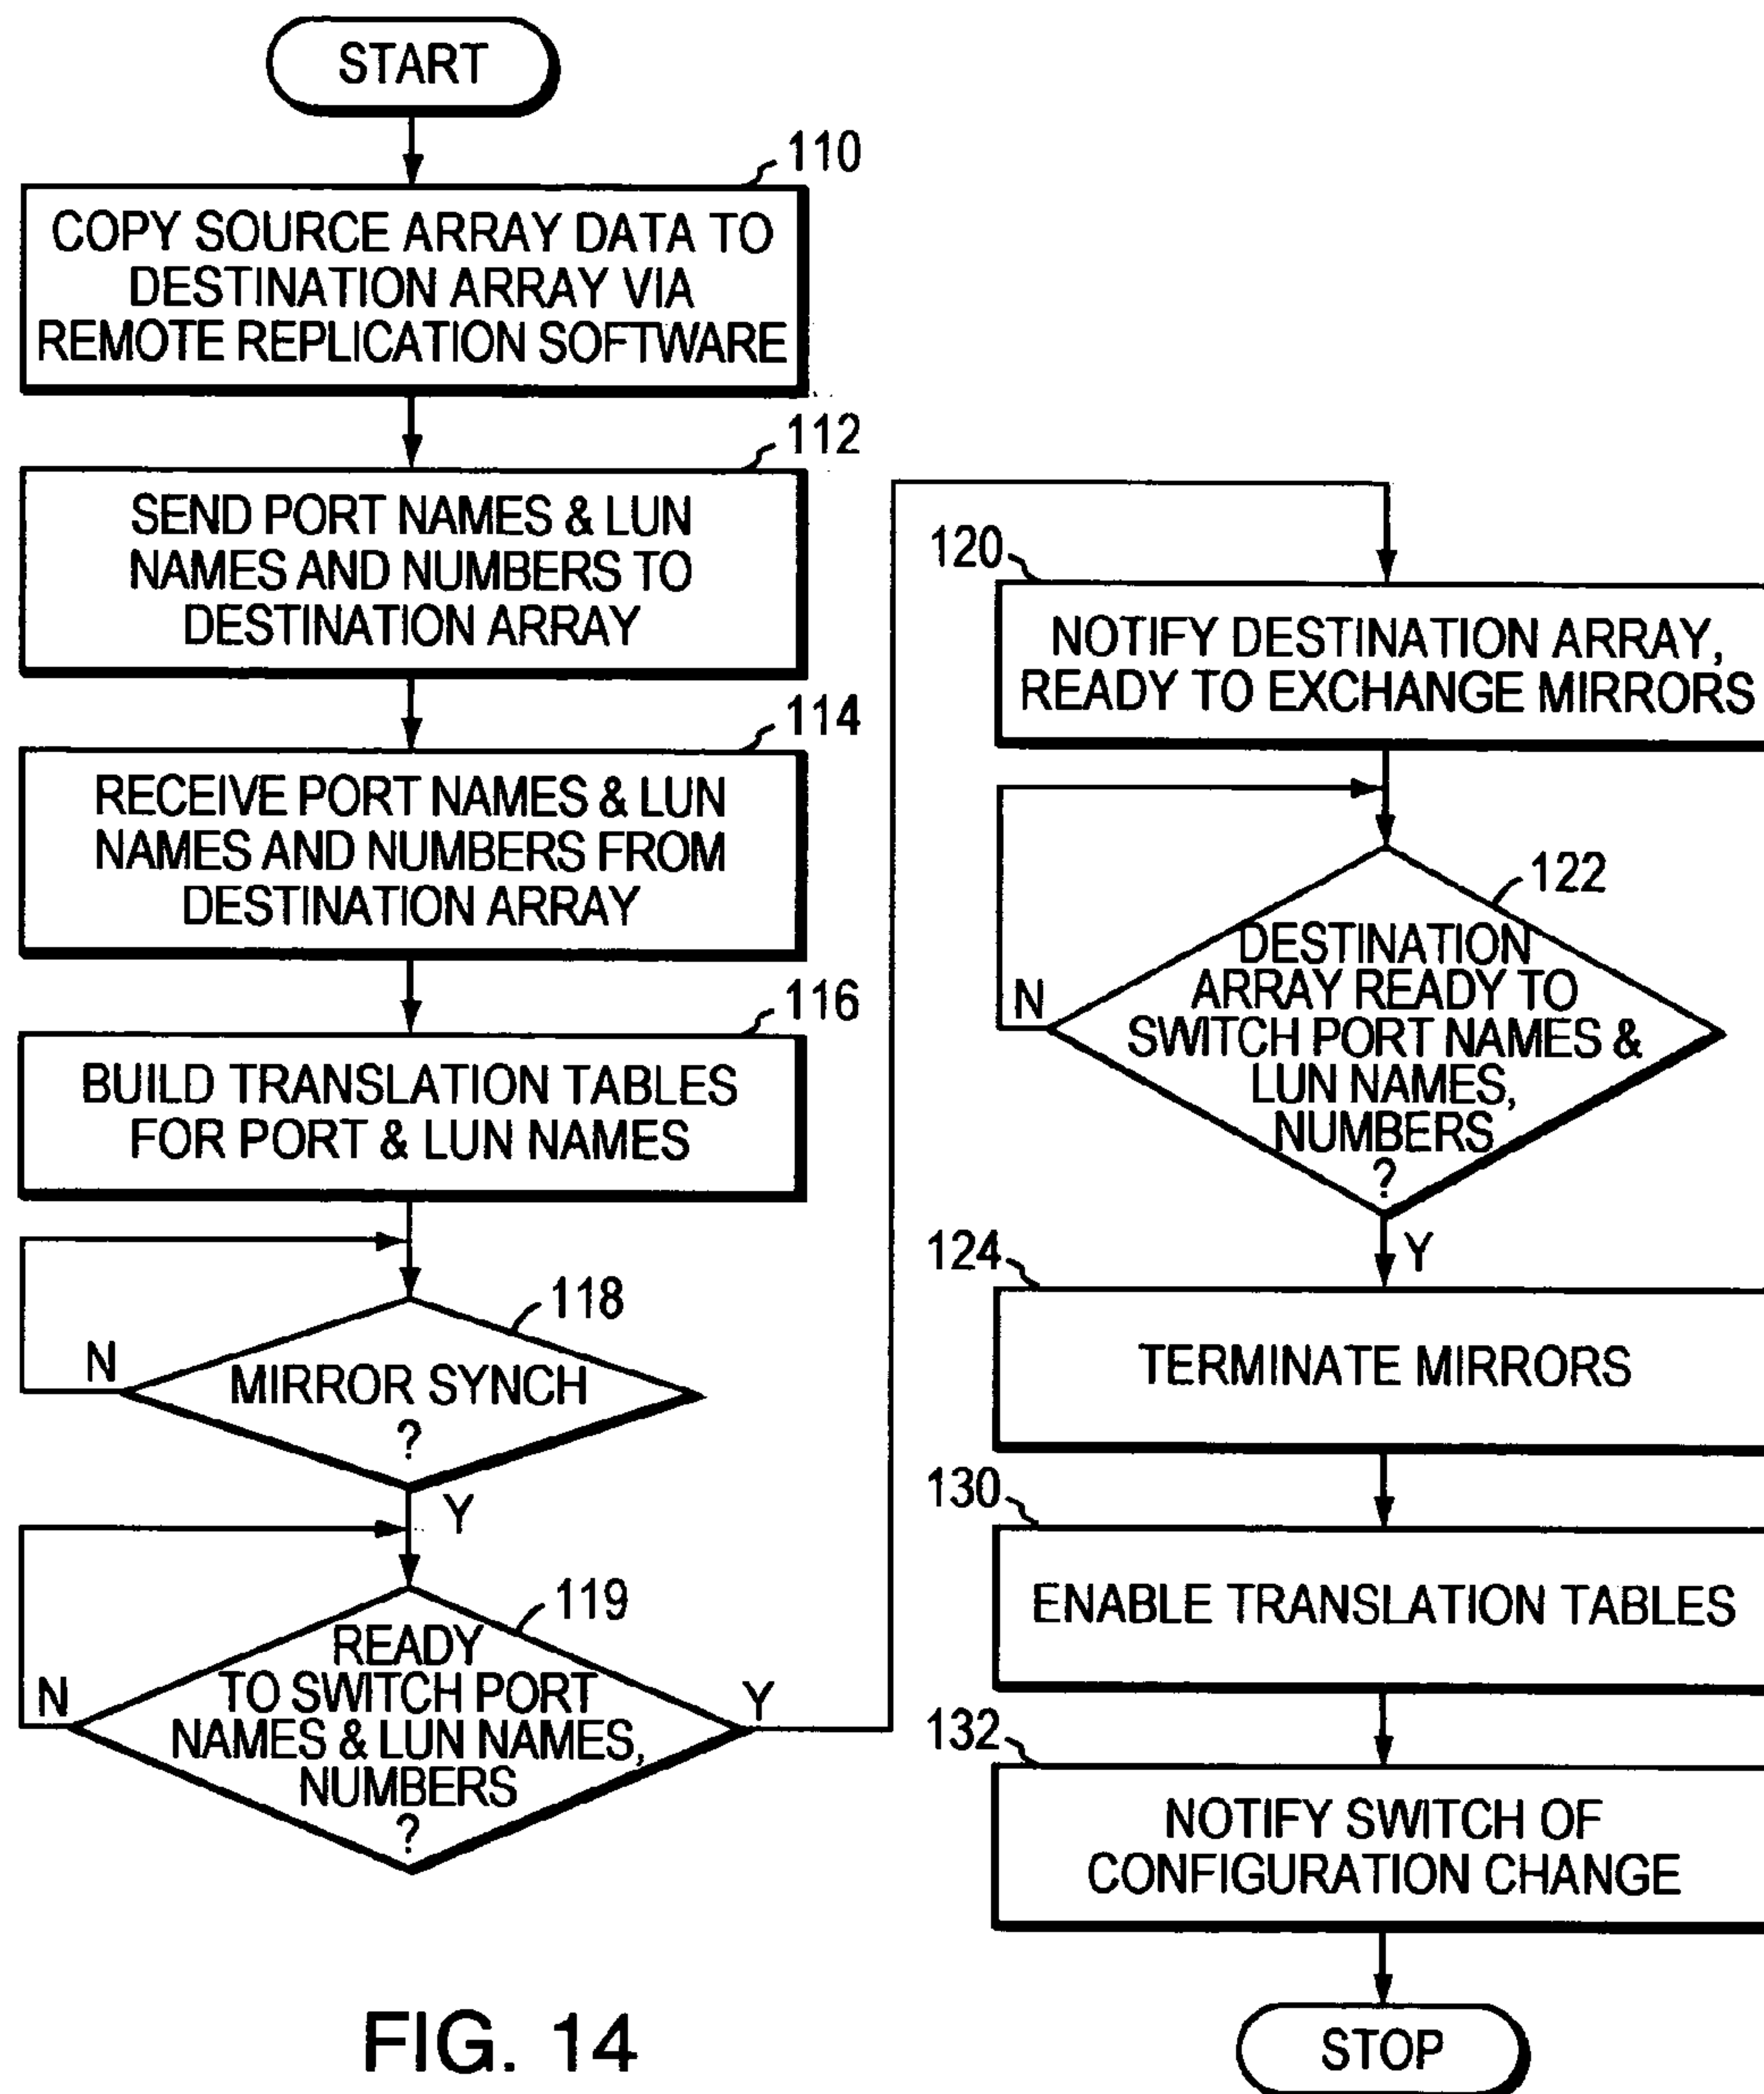 START
110
COPY SOURCE ARRAY DATA TO
DESTINATION ARRAY VIA
REMOTE REPLICATION SOFTWARE
112
SEND PORT NAMES & LUN
NAMES AND NUMBERS TO
DESTINATION ARRAY
114
RECEIVE PORT NAMES & LUN
NAMES AND NUMBERS FROM
DESTINATION ARRAY
116
BUILD TRANSLATION TABLES
FOR PORT & LUN NAMES
118
N
MIRROR SYNCH
?
Y
119
READY
TO SWITCH PORT
NAMES & LUN NAMES,
NUMBERS
?
N
Y
120
NOTIFY DESTINATION ARRAY,
READY TO EXCHANGE MIRRORS
122
DESTINATION
ARRAY READY TO
SWITCH PORT NAMES &
LUN NAMES,
NUMBERS
?
N
Y
124
TERMINATE MIRRORS
130
ENABLE TRANSLATION TABLES
132
NOTIFY SWITCH OF
CONFIGURATION CHANGE
STOP
FIG. 14